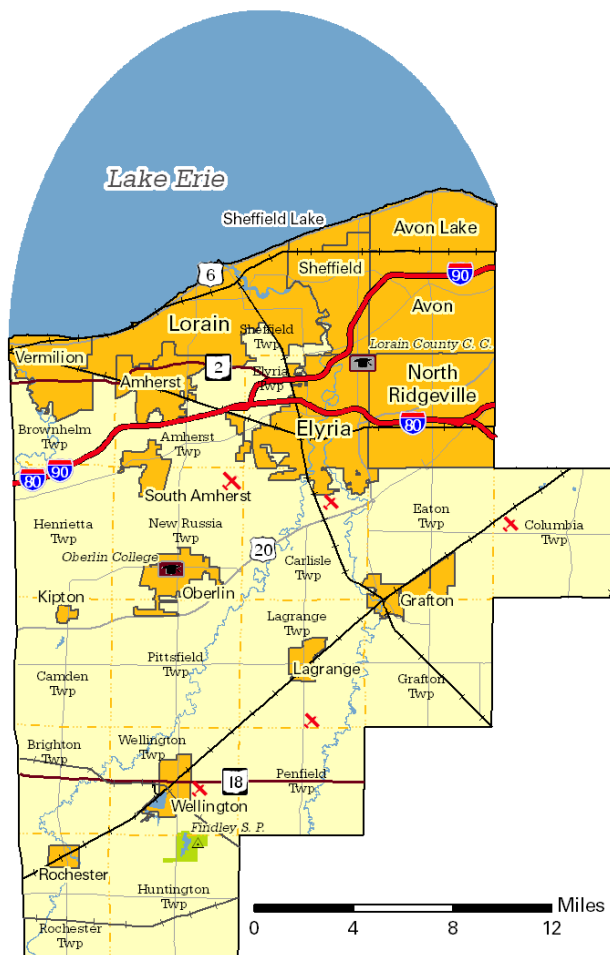 Lake Erie
Sheffield Lake
Avon Lake
6
Sheffield
90
Avon
Lorain
Sheffield
Twp
Lorain County C. C.
Vermilion
2
Amherst
Elyria
Twp
North
Ridgeville
80
Elyria
Brownhelm
Twp
Amherst
Twp
80
90
South Amherst
Henrietta
Twp
New Russia
Twp
Eaton
Twp
Columbia
Twp
20
Oberlin College
Carlisle
Twp
Kipton
Oberlin
Grafton
Lagrange
Twp
Pittsfield
Twp
Lagrange
Camden
Twp
Grafton
Twp
Brighton
Twp
Wellington
Twp
18
Penfield
Twp
Wellington
Findley S. P.
Rochester
Huntington
Twp
Rochester
Twp
Miles
0 4 8 12